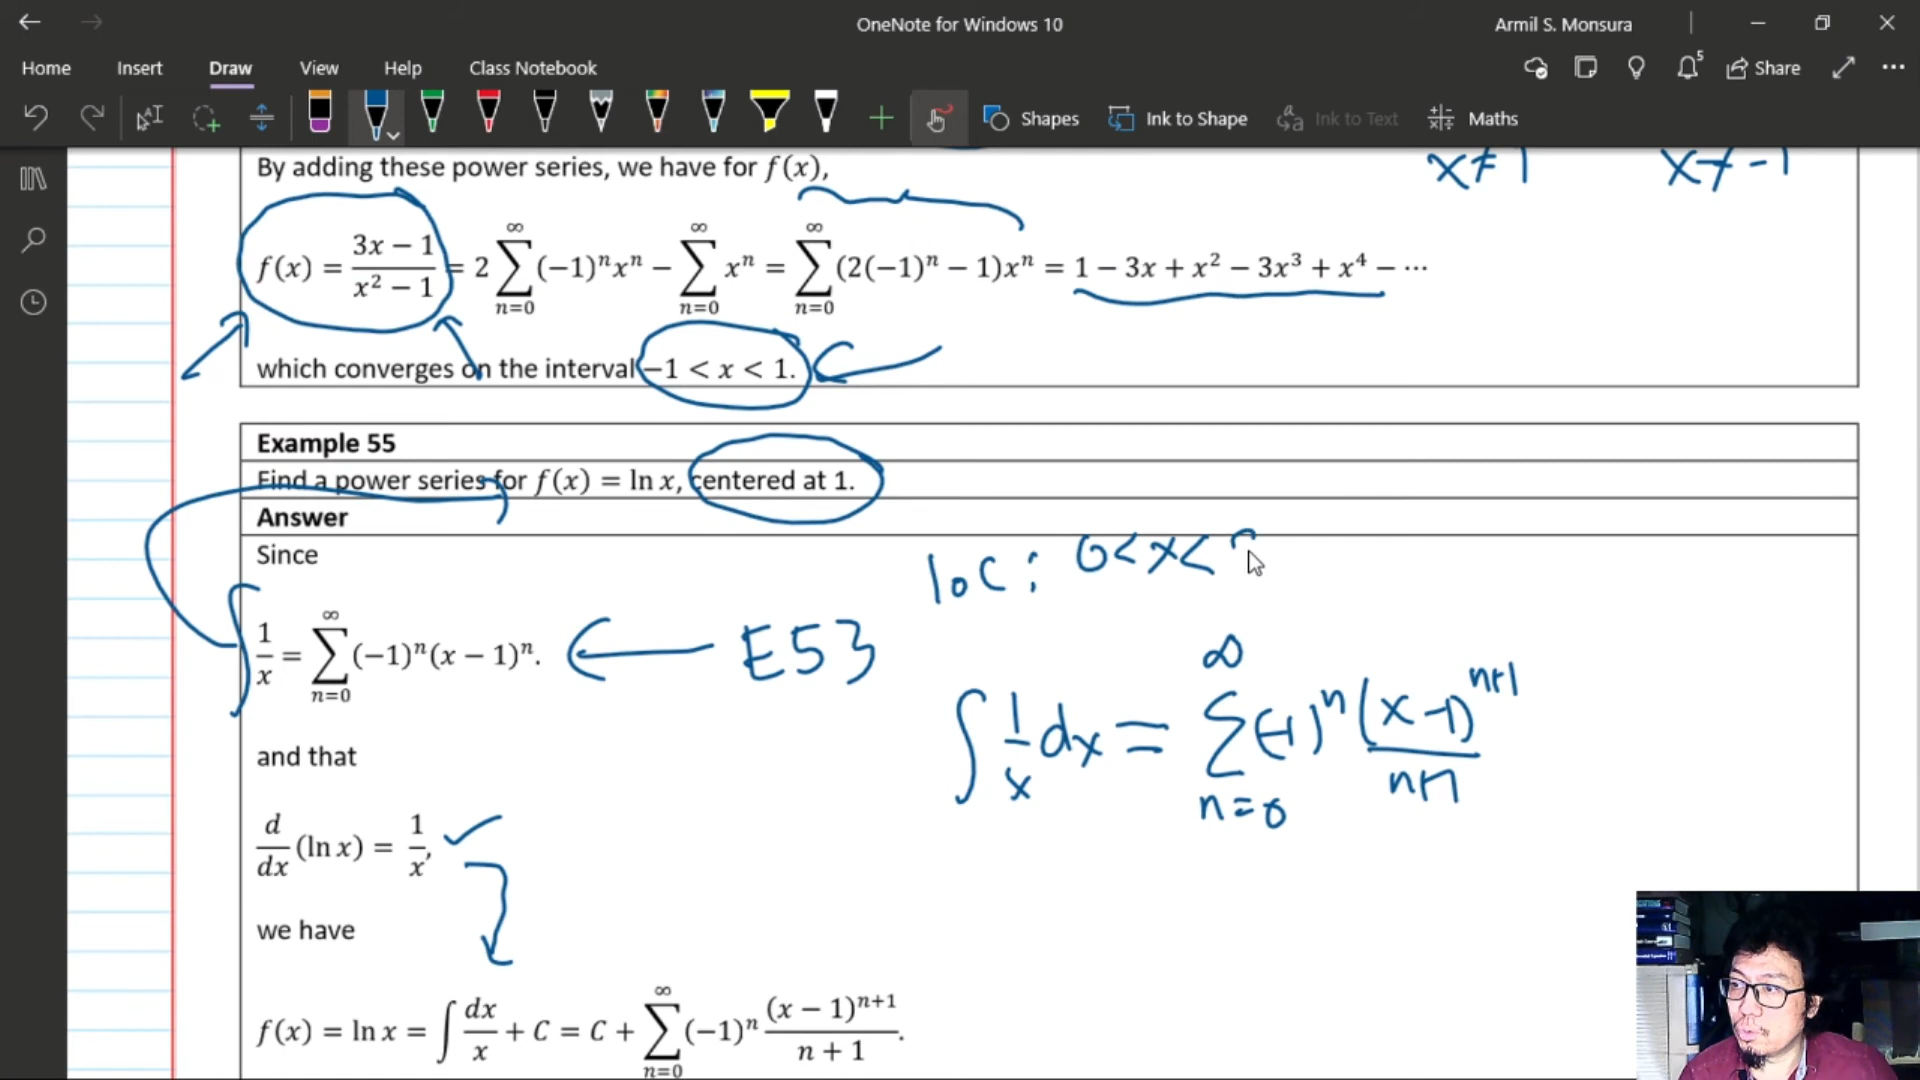 OneNote for Windows 10
Armil S. Monsura
Home Insert Draw View Help Class Notebook
5 Share
Shapes Ink to Shape Ink to Text Maths
By adding these power series, we have for f(x),
x≠1 x≠-1
f(x) = (3x − 1)/(x² − 1) = 2 ∑_{n=0}^{∞} (−1)ⁿxⁿ − ∑_{n=0}^{∞} xⁿ = ∑_{n=0}^{∞} (2(−1)ⁿ − 1)xⁿ = 1 − 3x + x² − 3x³ + x⁴ − ⋯
which converges on the interval −1 < x < 1.
Example 55
Find a power series for f(x) = ln x, centered at 1.
Answer
Since
IoC: 0<x<
1/x = ∑_{n=0}^{∞} (−1)ⁿ(x − 1)ⁿ. E53
∫ 1/x dx = ∑_{n=0}^{∞} (-1)ⁿ (x-1)^{n+1}/(n+1)
and that
d/dx (ln x) = 1/x,
we have
f(x) = ln x = ∫ dx/x + C = C + ∑_{n=0}^{∞} (−1)ⁿ (x − 1)^{n+1}/(n + 1).